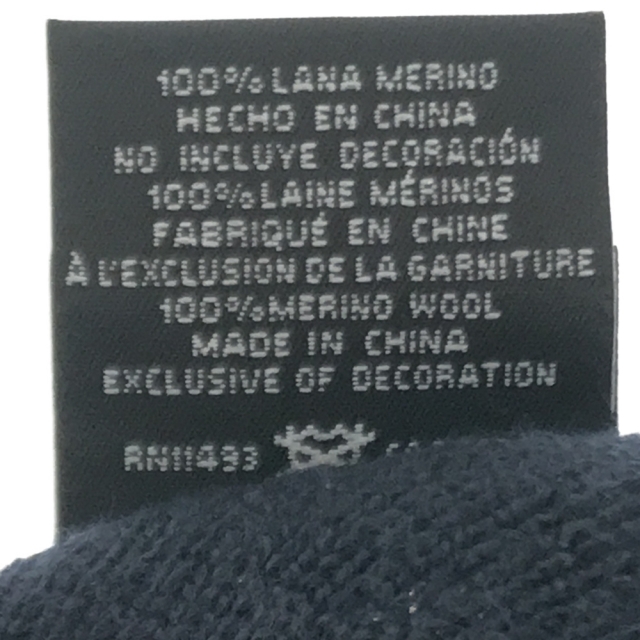 100% LANA MERINO
HECHO EN CHINA
NO INCLUYE DECORACIÓN
100% LAINE MÉRINOS
FABRIQUÉ EN CHINE
À L'EXCLUSION DE LA GARNITURE
100% MERINO WOOL
MADE IN CHINA
EXCLUSIVE OF DECORATION
RN11493